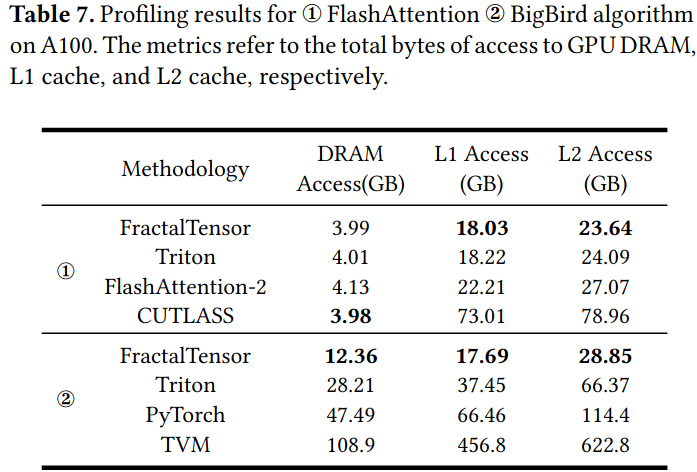 Table 7. Profiling results for ① FlashAttention ② BigBird algorithm
on A100. The metrics refer to the total bytes of access to GPU DRAM,
L1 cache, and L2 cache, respectively.
Methodology DRAM Access(GB) L1 Access (GB) L2 Access (GB)
① FractalTensor 3.99 18.03 23.64
Triton 4.01 18.22 24.09
FlashAttention-2 4.13 22.21 27.07
CUTLASS 3.98 73.01 78.96
② FractalTensor 12.36 17.69 28.85
Triton 28.21 37.45 66.37
PyTorch 47.49 66.46 114.4
TVM 108.9 456.8 622.8